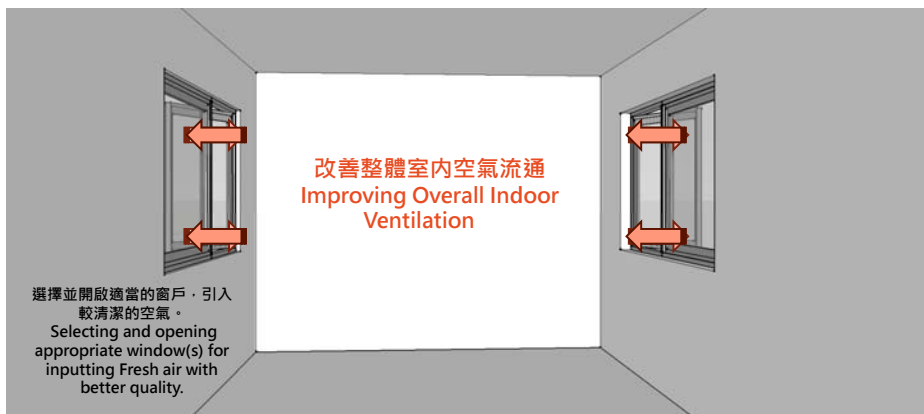 改善整體室内空氣流通
Improving Overall Indoor
Ventilation
選擇並開啟適當的窗戶，引入
較清潔的空氣。
Selecting and opening
appropriate window(s) for
inputting Fresh air with
better quality.